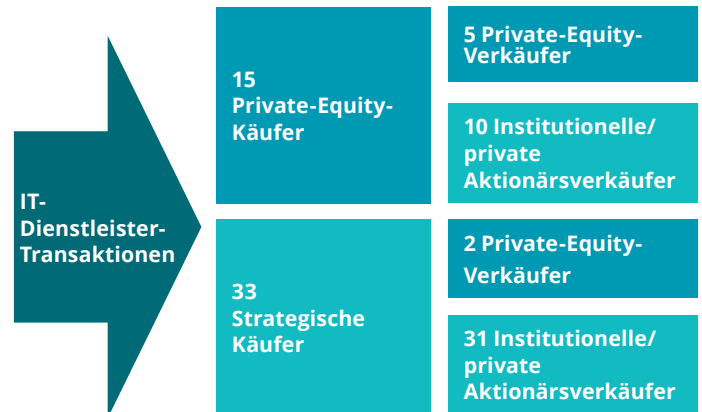 IT-
Dienstleister-
Transaktionen
15
Private-Equity-
Käufer
5 Private-Equity-
Verkäufer
10 Institutionelle/
private
Aktionärsverkäufer
33
Strategische
Käufer
2 Private-Equity-
Verkäufer
31 Institutionelle/
private
Aktionärsverkäufer